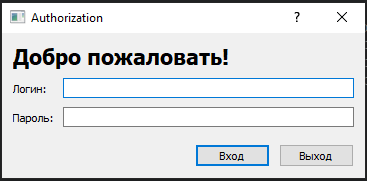 Authorization
Добро пожаловать!
Логин:
Пароль:
Вход Выход